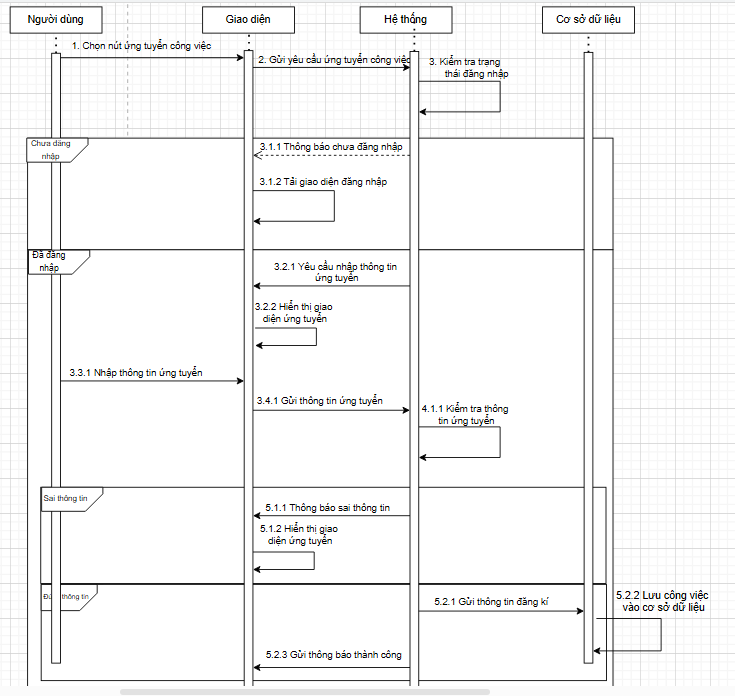 Người dùng
Giao diện
Hệ thống
Cơ sở dữ liệu
1. Chọn nút ứng tuyển công việc
2. Gửi yêu cầu ứng tuyển công việc
3. Kiểm tra trạng
thái đăng nhập
Chưa đăng
nhập
3.1.1 Thông báo chưa đăng nhập
3.1.2 Tải giao diện đăng nhập
Đã đăng
nhập
3.2.1 Yêu cầu nhập thông tin
ứng tuyển
3.2.2 Hiển thị giao
diện ứng tuyển
3.3.1 Nhập thông tin ứng tuyển
3.4.1 Gửi thông tin ứng tuyển
4.1.1 Kiểm tra thông
tin ứng tuyển
Sai thông tin
5.1.1 Thông báo sai thông tin
5.1.2 Hiển thị giao
diện ứng tuyển
thông tin
5.2.1 Gửi thông tin đăng kí
5.2.2 Lưu công việc
vào cơ sở dữ liệu
5.2.3 Gửi thông báo thành công